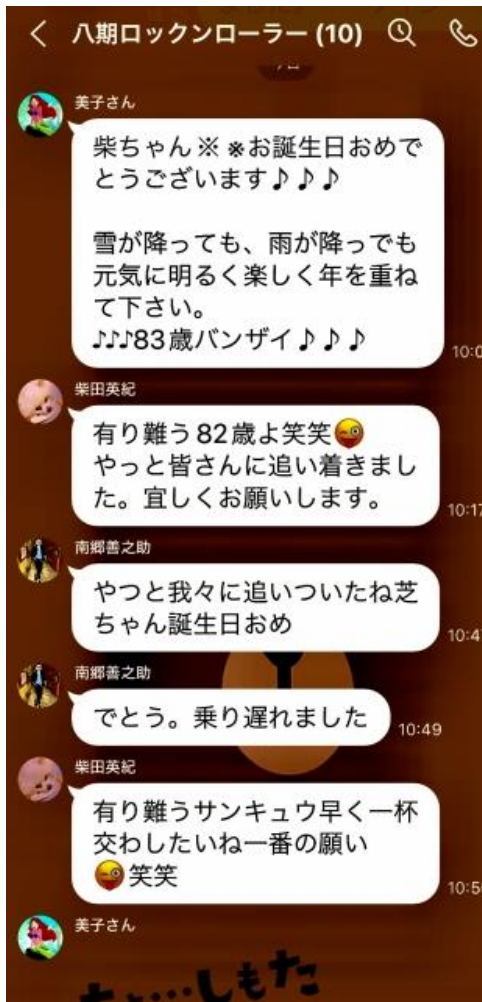 八期ロックンローラー (10)
今日
美子さん
柴ちゃん※ ※お誕生日おめで
とうございます♪♪♪
雪が降っても、雨が降っでも
元気に明るく楽しく年を重ね
て下さい。
♪♪♪83歳バンザイ♪♪♪
柴田英紀
有り難う82歳よ笑笑😜
やっと皆さんに追い着きまし
た。宜しくお願いします。
10:17
南郷善之助
やつと我々に追いついたね芝
ちゃん誕生日おめ
南郷善之助
でとう。乗り遅れました
10:49
柴田英紀
有り難うサンキュウ早く一杯
交わしたいね一番の願い
😜笑笑
美子さん